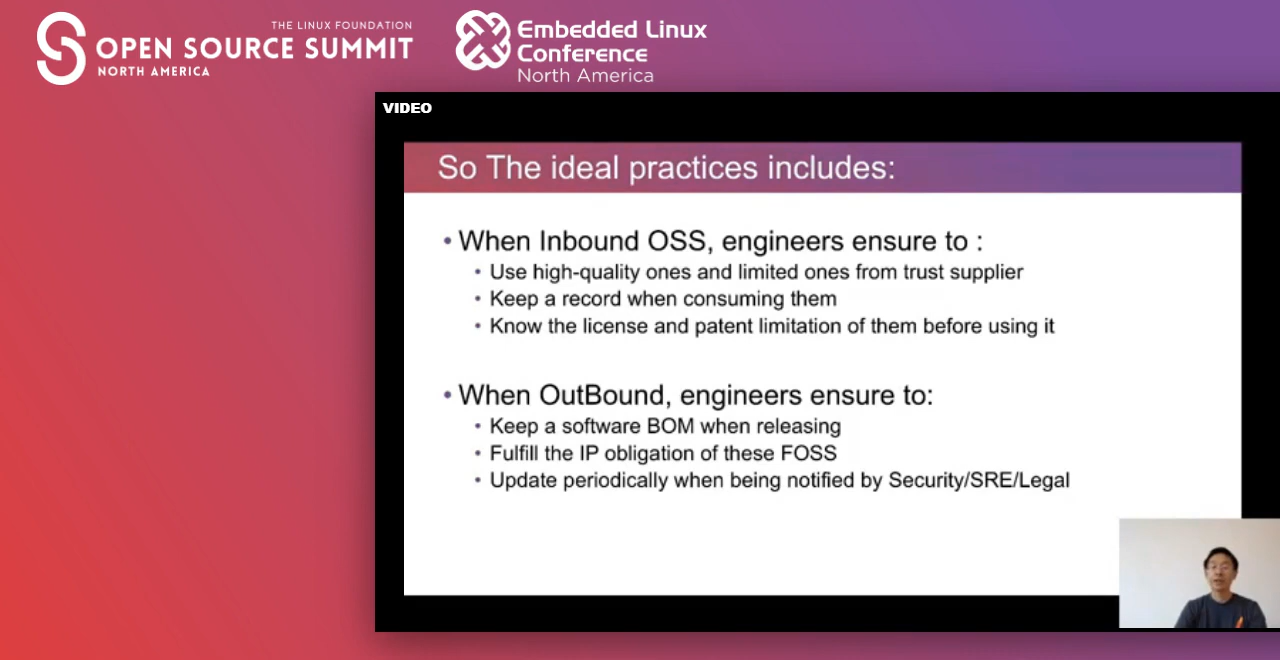 THE LINUX FOUNDATION
OPEN SOURCE SUMMIT
NORTH AMERICA
Embedded Linux
Conference
North America
VIDEO
So The ideal practices includes:
• When Inbound OSS, engineers ensure to :
• Use high-quality ones and limited ones from trust supplier
• Keep a record when consuming them
• Know the license and patent limitation of them before using it
• When OutBound, engineers ensure to:
• Keep a software BOM when releasing
• Fulfill the IP obligation of these FOSS
• Update periodically when being notified by Security/SRE/Legal